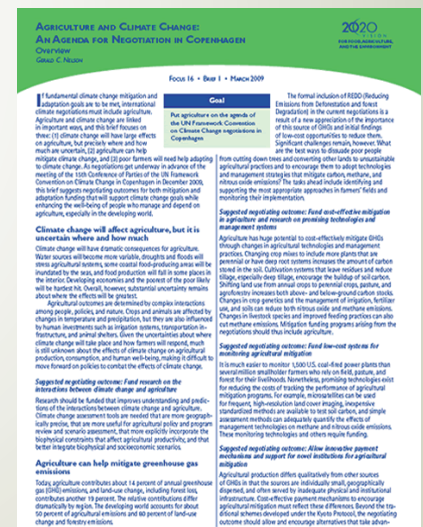 AGRICULTURE AND CLIMATE CHANGE:
AN AGENDA FOR NEGOTIATION IN COPENHAGEN
Overview
GERALD C. NELSON
2020 VISION
FOR FOOD, AGRICULTURE,
AND THE ENVIRONMENT
FOCUS 16 • BRIEF 1 • MARCH 2009
If fundamental climate change mitigation and
adaptation goals are to be met, international
climate negotiations must include agriculture.
Agriculture and climate change are linked
in important ways, and this brief focuses on
three: (1) climate change will have large effects
on agriculture, but precisely where and how
much are uncertain, (2) agriculture can help
mitigate climate change, and (3) poor farmers will need help adapting
to climate change. As negotiations get underway in advance of the
meeting of the 15th Conference of Parties of the UN Framework
Convention on Climate Change in Copenhagen in December 2009,
this brief suggests negotiating outcomes for both mitigation and
adaptation funding that will support climate change goals while
enhancing the well-being of people who manage and depend on
agriculture, especially in the developing world.
Climate change will affect agriculture, but it is
uncertain where and how much
Climate change will have dramatic consequences for agriculture.
Water sources will become more variable, droughts and floods will
stress agricultural systems, some coastal food-producing areas will be
inundated by the seas, and food production will fall in some places in
the interior. Developing economies and the poorest of the poor likely
will be hardest hit. Overall, however, substantial uncertainty remains
about where the effects will be greatest.
Agricultural outcomes are determined by complex interactions
among people, policies, and nature. Crops and animals are affected by
changes in temperature and precipitation, but they are also influenced
by human investments such as irrigation systems, transportation in-
frastructure, and animal shelters. Given the uncertainties about where
climate change will take place and how farmers will respond, much
is still unknown about the effects of climate change on agricultural
production, consumption, and human well-being, making it difficult to
move forward on policies to combat the effects of climate change.
Suggested negotiating outcome: Fund research on the
interactions between climate change and agriculture
Research should be funded that improves understanding and predic-
tions of the interactions between climate change and agriculture.
Climate change assessment tools are needed that are more geograph-
ically precise, that are more useful for agricultural policy and program
review and scenario assessment, that more explicitly incorporate the
biophysical constraints that affect agricultural productivity, and that
better integrate biophysical and socioeconomic scenarios.
Agriculture can help mitigate greenhouse gas
emissions
Today, agriculture contributes about 14 percent of annual greenhouse
gas (GHG) emissions, and land-use change, including forest loss,
contributes another 19 percent. The relative contributions differ
dramatically by region. The developing world accounts for about
50 percent of agricultural emissions and 80 percent of land-use
change and forestry emissions.
Goal
Put agriculture on the agenda of
the UN Framework Convention
on Climate Change negotiations in
Copenhagen
The formal inclusion of REDD (Reducing
Emissions from Deforestation and forest
Degradation) in the current negotiations is a
result of a new appreciation of the importance
of this source of GHGs and initial findings
of low-cost opportunities to reduce them.
Significant challenges remain, however. What
are the best ways to dissuade poor people
from cutting down trees and converting other lands to unsustainable
agricultural practices and to encourage them to adopt technologies
and management strategies that mitigate carbon, methane, and
nitrous oxide emissions? The tasks ahead include identifying and
supporting the most appropriate approaches in farmers' fields and
monitoring their implementation.
Suggested negotiating outcome: Fund cost-effective mitigation
in agriculture and research on promising technologies and
management systems
Agriculture has huge potential to cost-effectively mitigate GHGs
through changes in agricultural technologies and management
practices. Changing crop mixes to include more plants that are
perennial or have deep root systems increases the amount of carbon
stored in the soil. Cultivation systems that leave residues and reduce
tillage, especially deep tillage, encourage the buildup of soil carbon.
Shifting land use from annual crops to perennial crops, pasture, and
agroforestry increases both above- and below-ground carbon stocks.
Changes in crop genetics and the management of irrigation, fertilizer
use, and soils can reduce both nitrous oxide and methane emissions.
Changes in livestock species and improved feeding practices can also
cut methane emissions. Mitigation funding programs arising from the
negotiations should thus include agriculture.
Suggested negotiating outcome: Fund low-cost systems for
monitoring agricultural mitigation
It is much easier to monitor 1,500 U.S. coal-fired power plants than
several million smallholder farmers who rely on field, pasture, and
forest for their livelihoods. Nevertheless, promising technologies exist
for reducing the costs of tracking the performance of agricultural
mitigation programs. For example, microsatellites can be used
for frequent, high-resolution land cover imaging, inexpensive
standardized methods are available to test soil carbon, and simple
assessment methods can adequately quantify the effects of
management technologies on methane and nitrous oxide emissions.
These monitoring technologies and others require funding.
Suggested negotiating outcome: Allow innovative payment
mechanisms and support for novel institutions for agricultural
mitigation
Agricultural production differs qualitatively from other sources
of GHGs in that the sources are individually small, geographically
dispersed, and often served by inadequate physical and institutional
infrastructure. Cost-effective payment mechanisms to encourage
agricultural mitigation must reflect these differences. Beyond the tra-
ditional schemes developed under the Kyoto Protocol, the negotiating
outcome should allow and encourage alternatives that take advan-